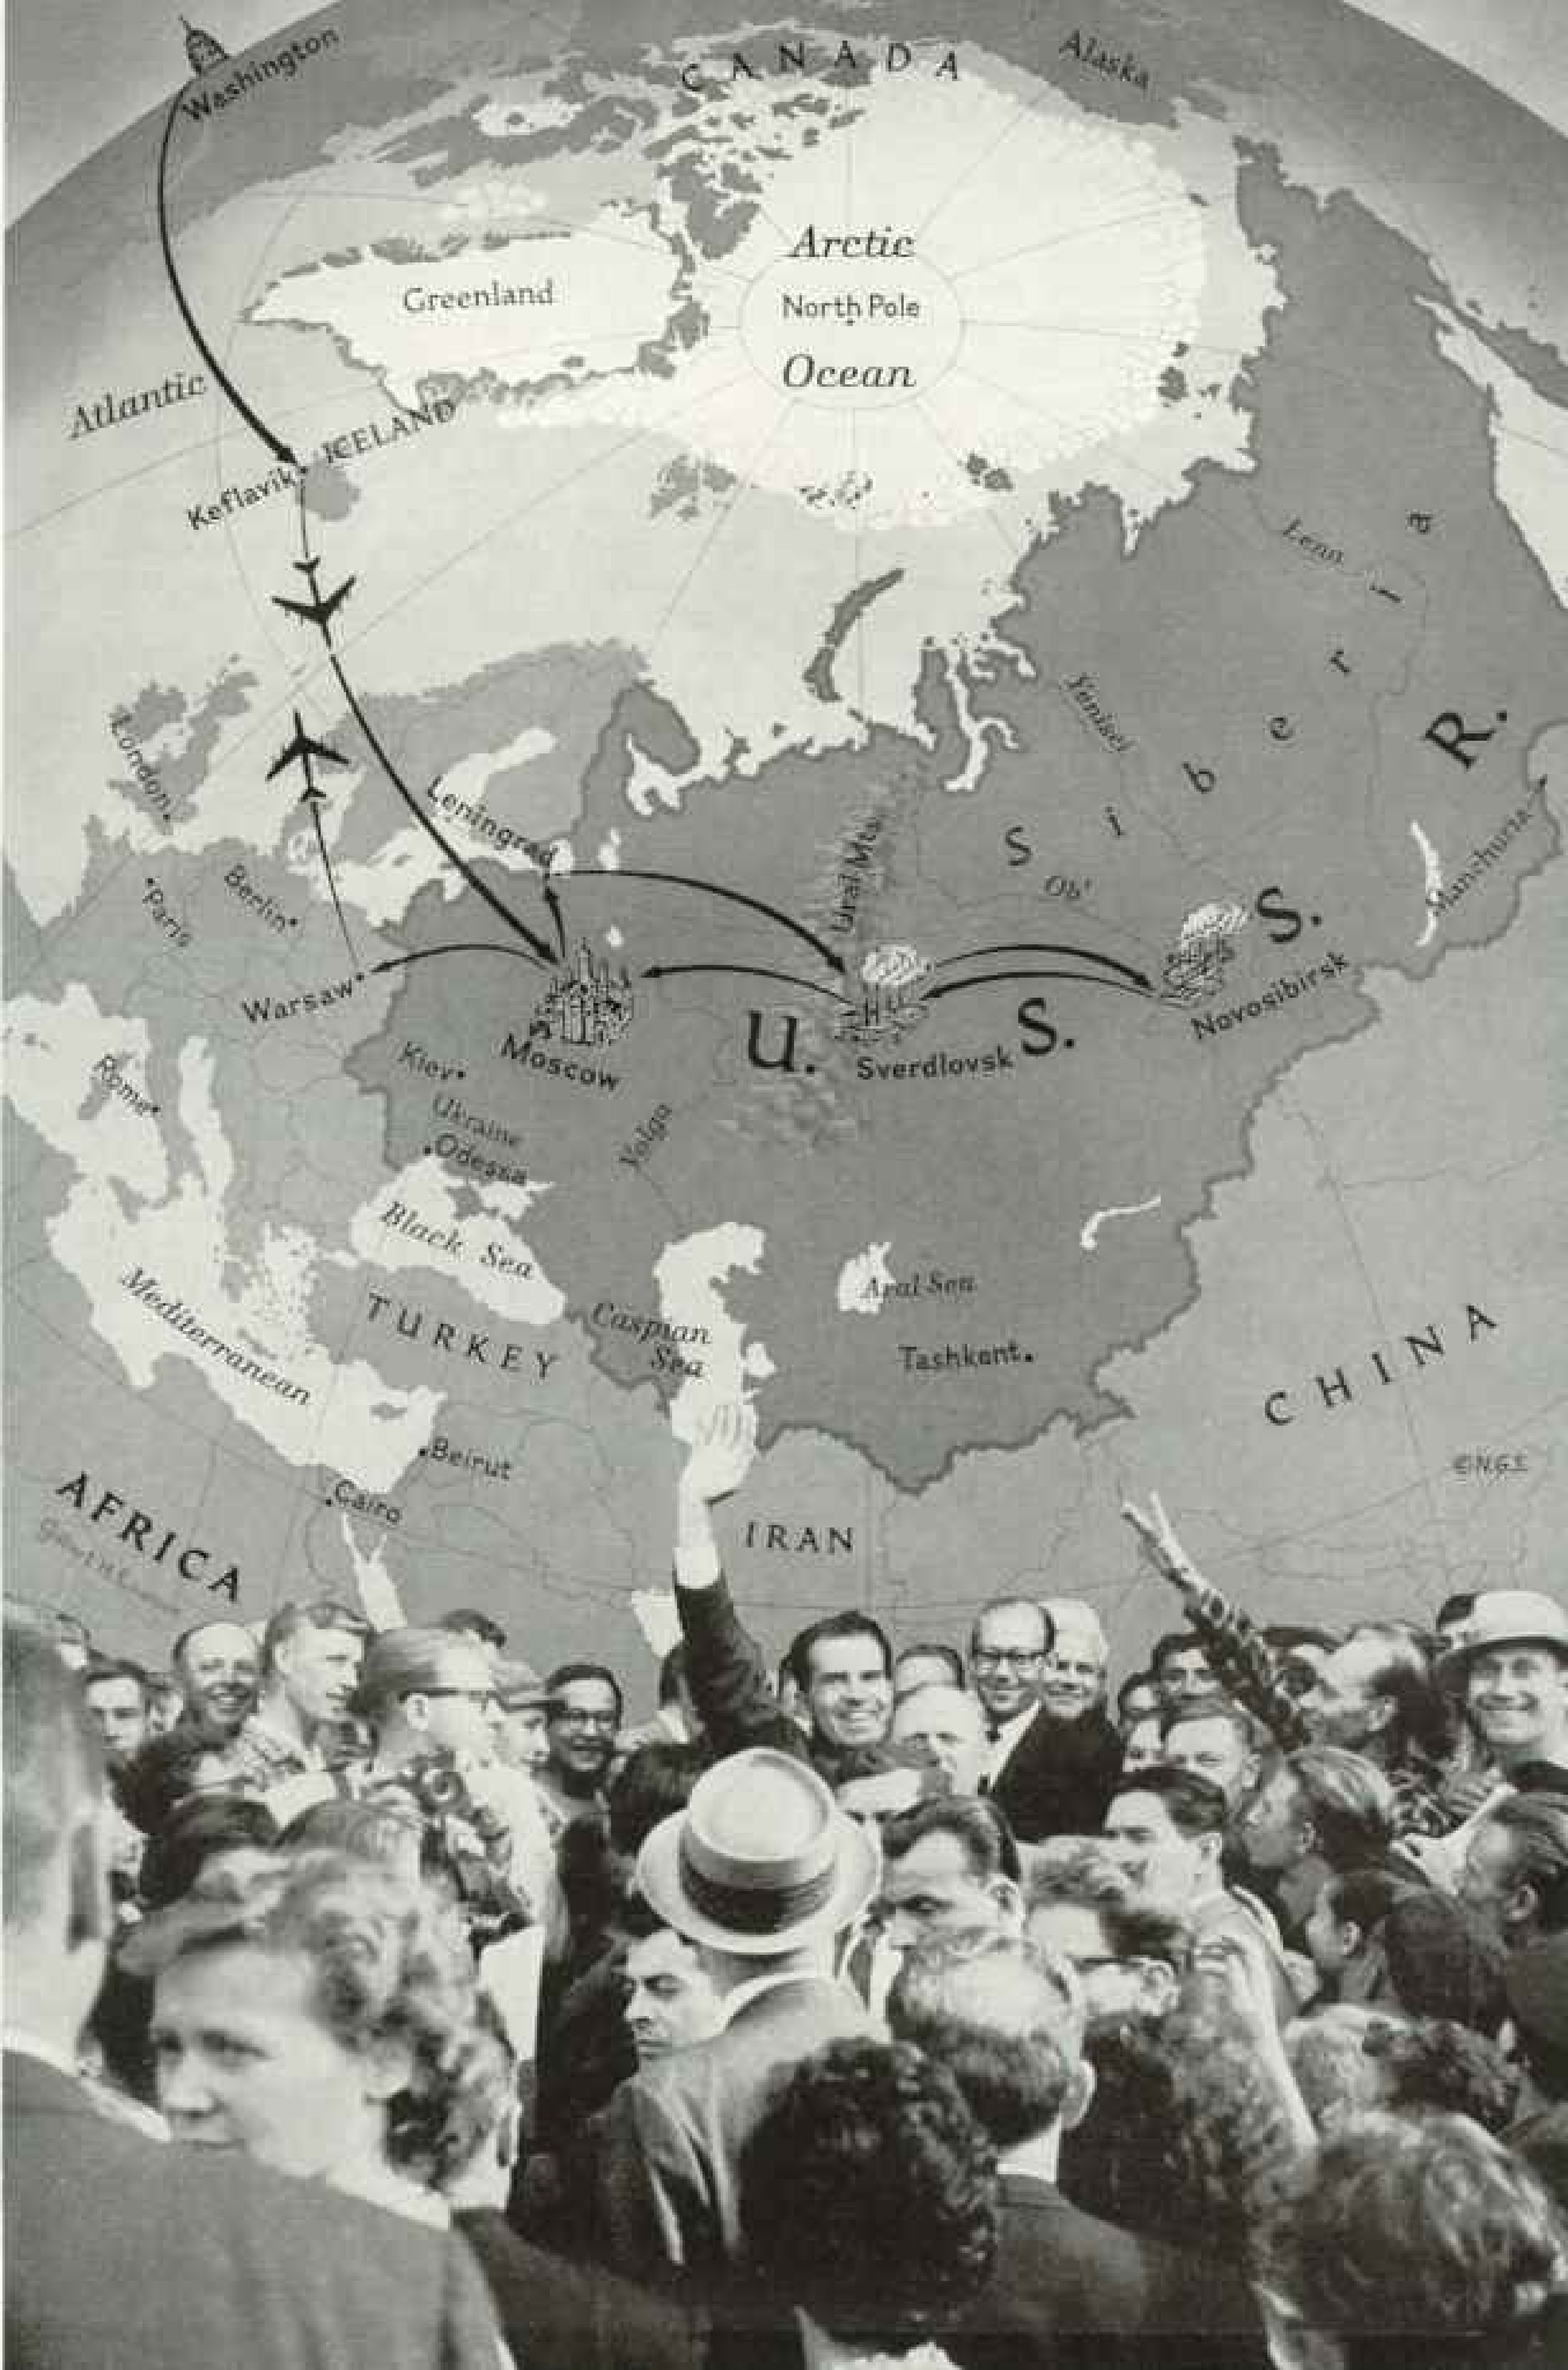 Washington
CANADA
Alaska
Arctic
North Pole
Ocean
Greenland
Atlantic
ICELAND
Keflavik
Lena
Siberia
Yenisei
London
Leningrad
Ural Mts.
Ob'
Manchuria
Paris
Berlin
Warsaw
Moscow
U. S. S. R.
Sverdlovsk
Novosibirsk
Rome
Kiev
Ukraine
Odessa
Volga
Black Sea
Mediterranean
TURKEY
Caspian
Sea
Aral Sea
Tashkent
CHINA
Beirut
Cairo
AFRICA
IRAN
©N.G.S.